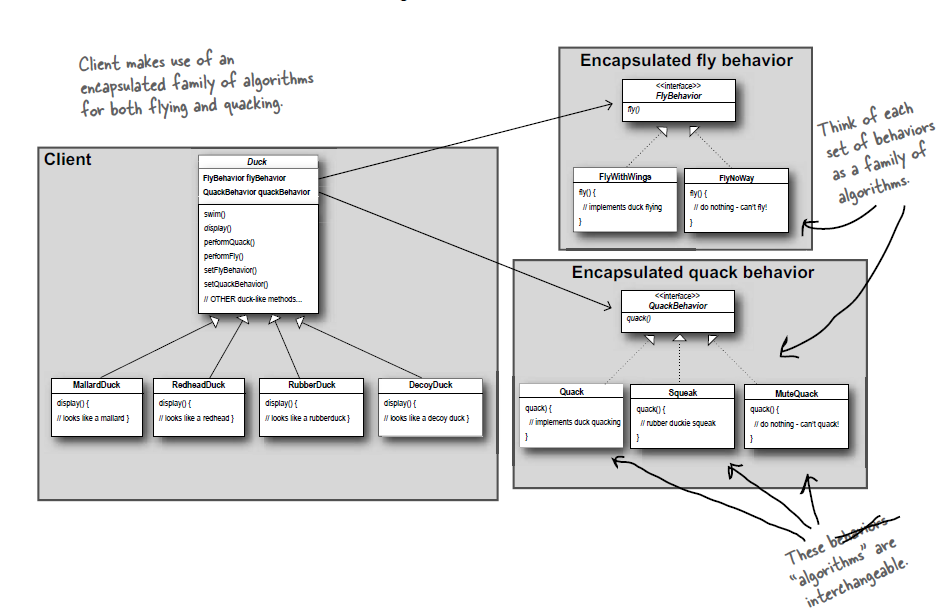 Client makes use of an
encapsulated family of algorithms
for both flying and quacking.
Encapsulated fly behavior
<<interface>>
FlyBehavior
fly()
FlyWithWings
fly() {
// implements duck flying
}
FlyNoWay
fly() {
// do nothing - can't fly!
}
Think of each
set of behaviors
as a family of
algorithms.
Client
Duck
FlyBehavior flyBehavior
QuackBehavior quackBehavior
swim()
display()
performQuack()
performFly()
setFlyBehavior()
setQuackBehavior()
// OTHER duck-like methods...
MallardDuck
display() {
// looks like a mallard }
RedheadDuck
display() {
// looks like a redhead }
RubberDuck
display() {
// looks like a rubberduck }
DecoyDuck
display() {
// looks like a decoy duck }
Encapsulated quack behavior
<<interface>>
QuackBehavior
quack()
Quack
quack) {
// implements duck quacking
}
Squeak
quack() {
// rubber duckie squeak
}
MuteQuack
quack() {
// do nothing - can't quack!
}
These behaviors
“algorithms” are
interchangeable.